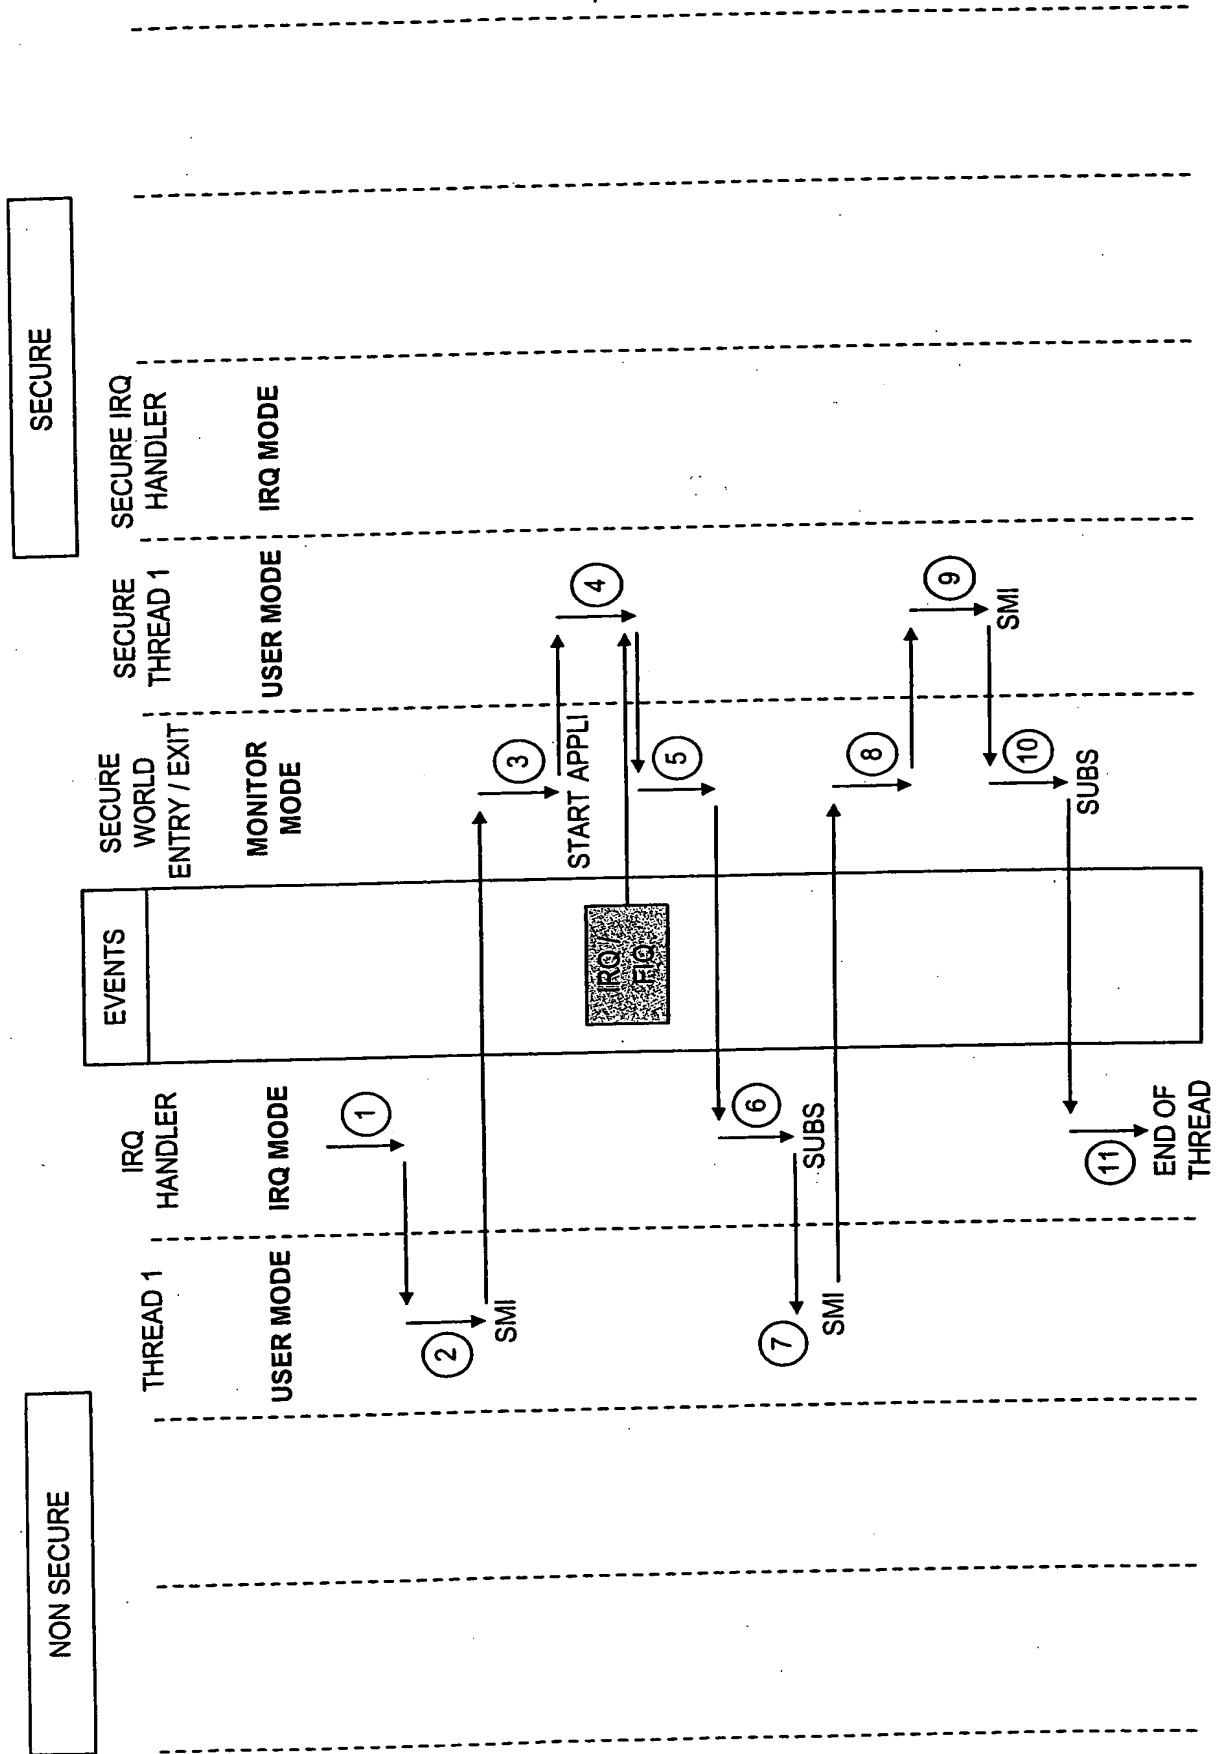 NON SECURE
SECURE
THREAD 1
USER MODE
IRQ
HANDLER
IRQ MODE
EVENTS
SECURE
WORLD
ENTRY / EXIT
MONITOR
MODE
SECURE
THREAD 1
USER MODE
SECURE IRQ
HANDLER
IRQ MODE
1
2
SMI
3
START APPLI
4
IRQ /
FIQ
5
6
SUBS
7
SMI
8
9
SMI
10
SUBS
11
END OF
THREAD